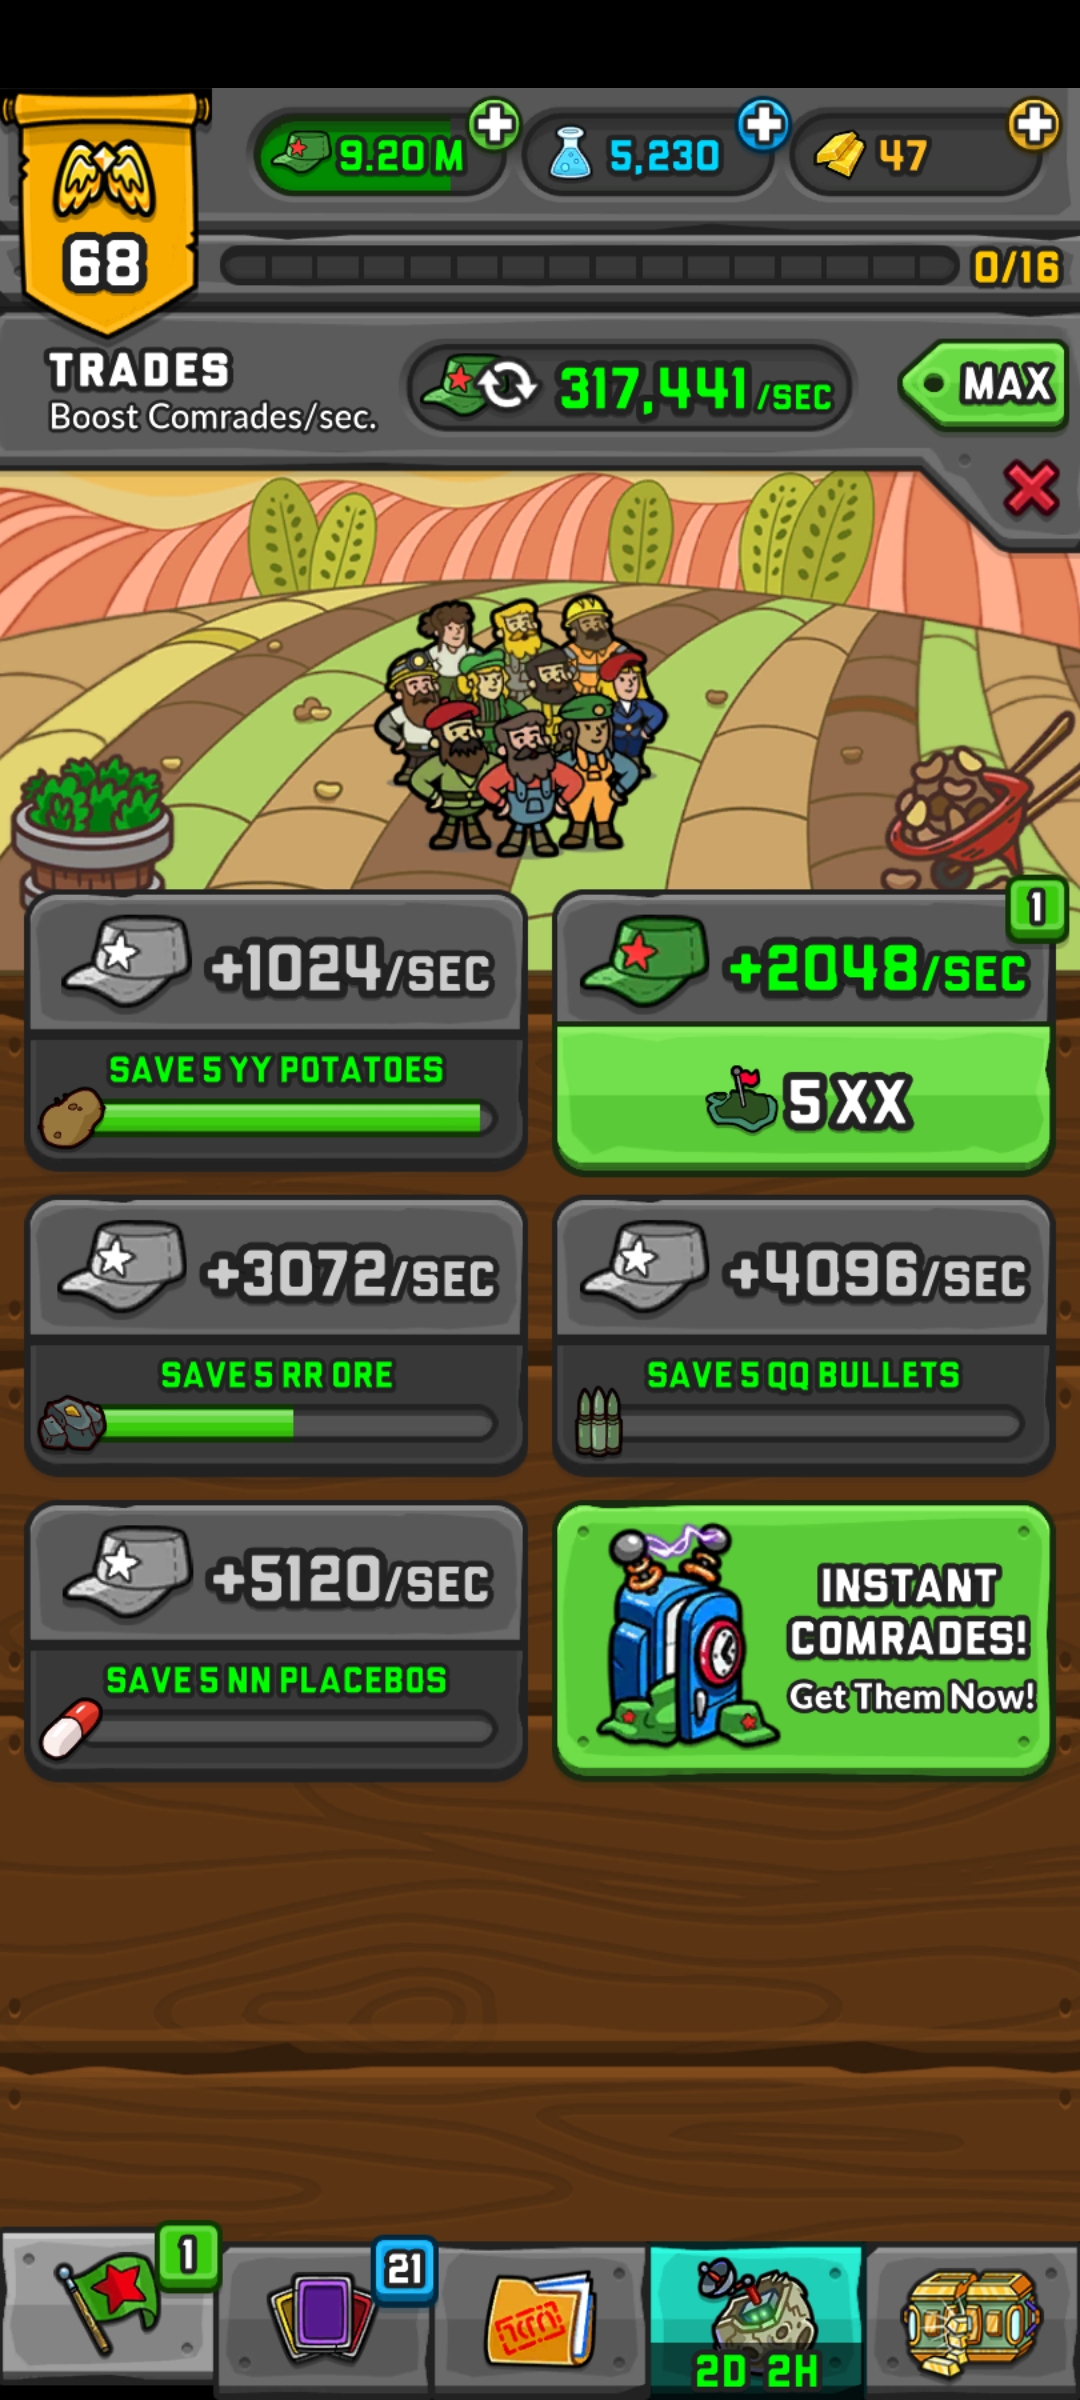 9.20 M
5,230
47
68
0/16
TRADES
Boost Comrades/sec.
317,441/SEC
MAX
+1024/SEC
SAVE 5 YY POTATOES
1
+2048/SEC
5 XX
+3072/SEC
SAVE 5 RR ORE
+4096/SEC
SAVE 5 QQ BULLETS
+5120/SEC
SAVE 5 NN PLACEBOS
INSTANT
COMRADES!
Get Them Now!
1
21
2D 2H